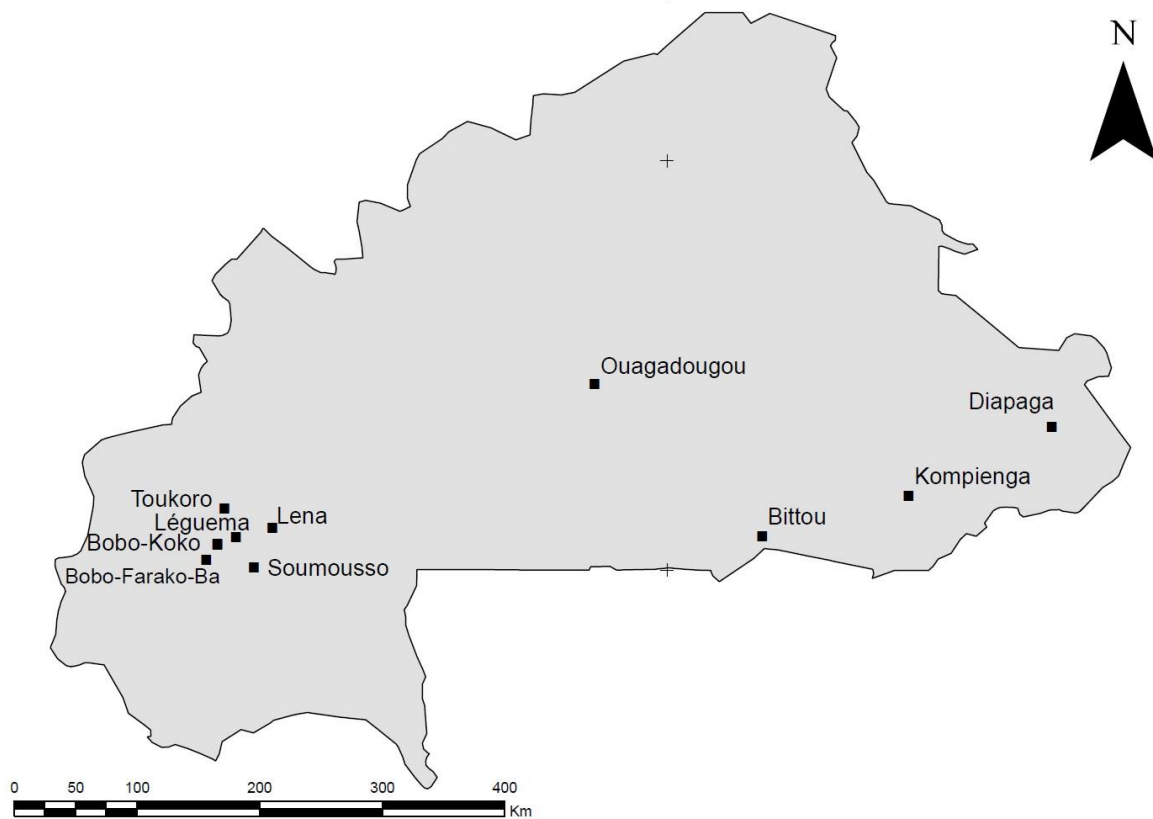 N
Ouagadougou
Diapaga
Kompienga
Toukoro
Lena
Bittou
Léguema
Bobo-Koko
Soumousso
Bobo-Farako-Ba
0 50 100 200 300 400
Km